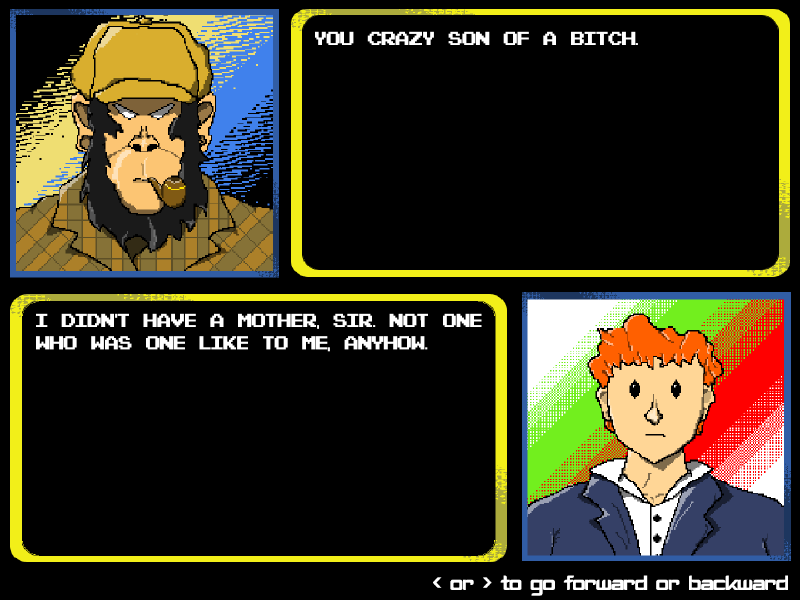 YOU CRAZY SON OF A BITCH.
I DIDN'T HAVE A MOTHER, SIR. NOT ONE
WHO WAS ONE LIKE TO ME, ANYHOW.
< or > to go forward or backward